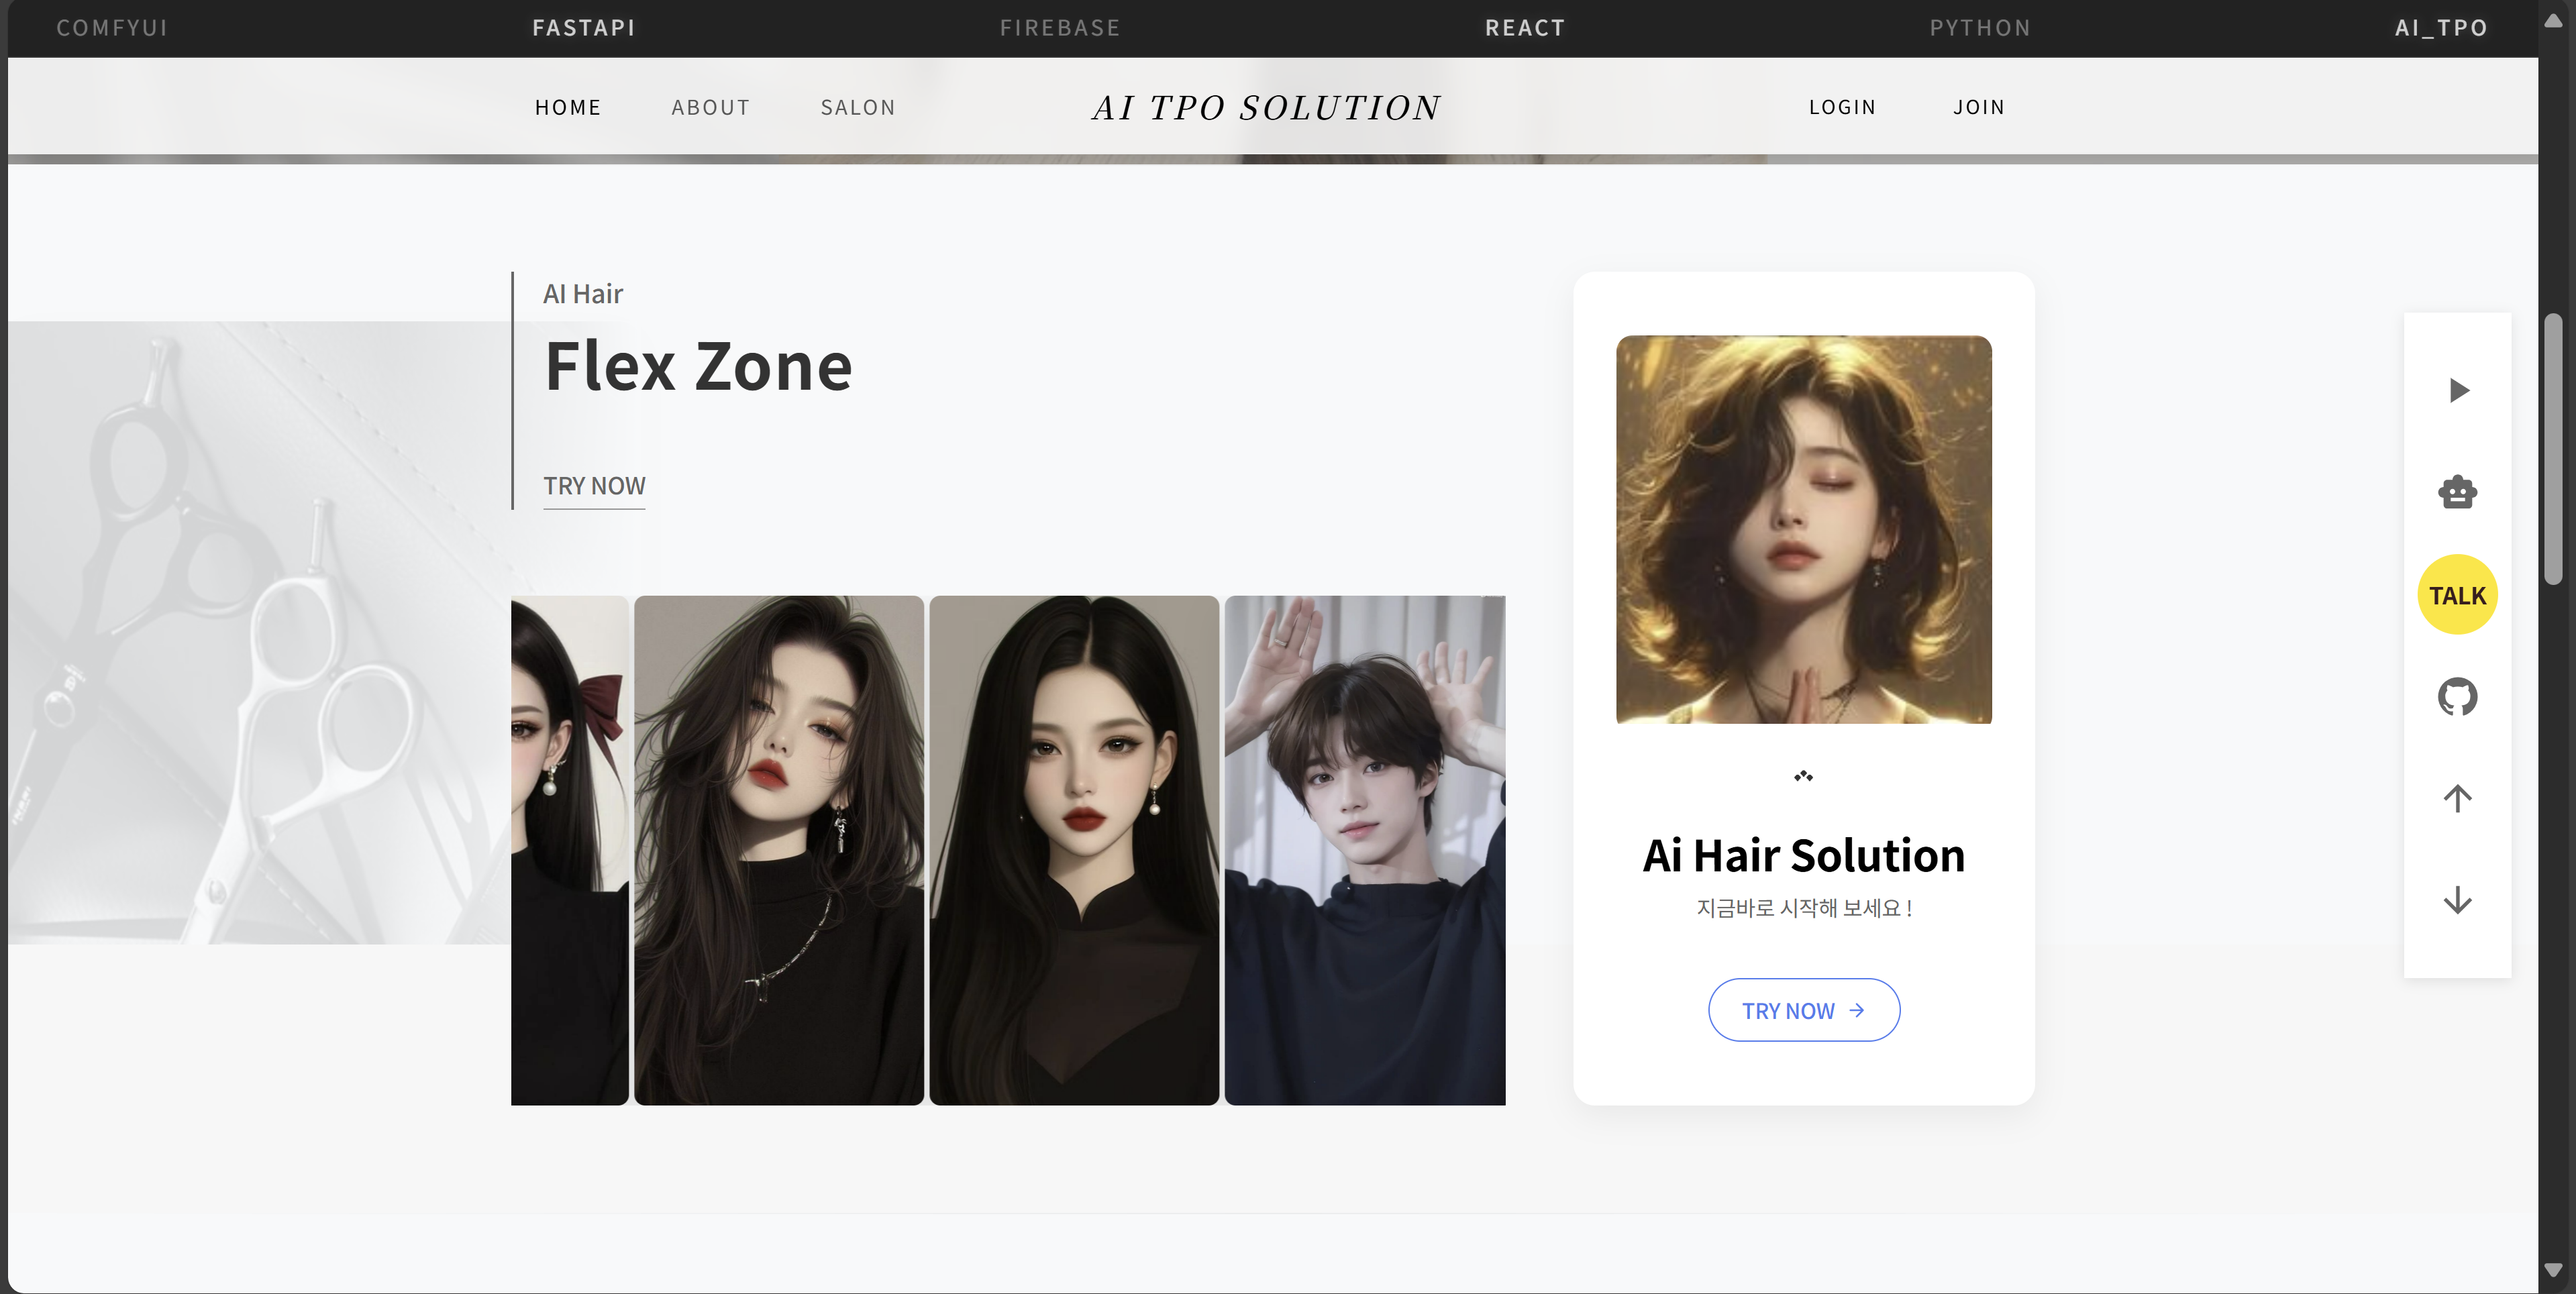 COMFYUI FASTAPI FIREBASE REACT PYTHON AI_TPO
HOME ABOUT SALON AI TPO SOLUTION LOGIN JOIN
AI Hair
Flex Zone
TRY NOW
TALK
Ai Hair Solution
지금바로 시작해 보세요 !
TRY NOW